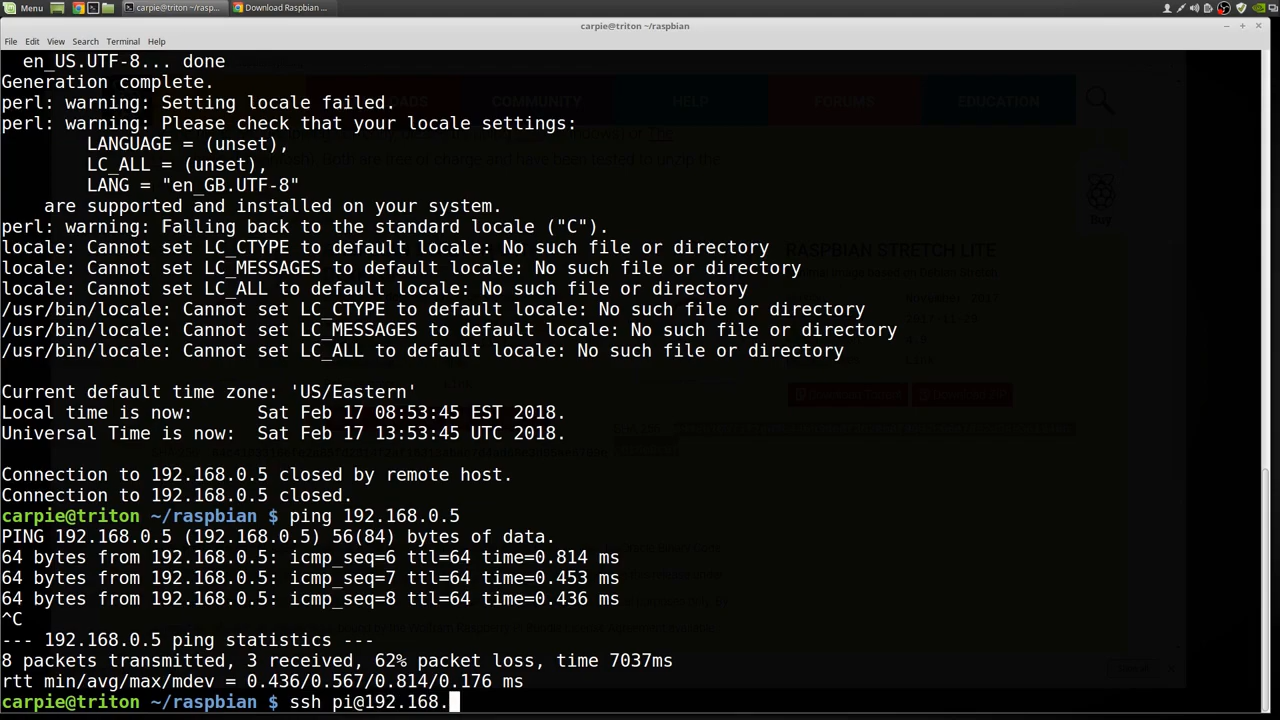 Menu carpie@triton ~/rasp... Download Raspbian ...
carpie@triton ~/raspbian
File Edit View Search Terminal Help
en_US.UTF-8... done
Generation complete.
perl: warning: Setting locale failed.
perl: warning: Please check that your locale settings:
LANGUAGE = (unset),
LC_ALL = (unset),
LANG = "en_GB.UTF-8"
are supported and installed on your system.
perl: warning: Falling back to the standard locale ("C").
locale: Cannot set LC_CTYPE to default locale: No such file or directory
locale: Cannot set LC_MESSAGES to default locale: No such file or directory
locale: Cannot set LC_ALL to default locale: No such file or directory
/usr/bin/locale: Cannot set LC_CTYPE to default locale: No such file or directory
/usr/bin/locale: Cannot set LC_MESSAGES to default locale: No such file or directory
/usr/bin/locale: Cannot set LC_ALL to default locale: No such file or directory
Current default time zone: 'US/Eastern'
Local time is now: Sat Feb 17 08:53:45 EST 2018.
Universal Time is now: Sat Feb 17 13:53:45 UTC 2018.
Connection to 192.168.0.5 closed by remote host.
Connection to 192.168.0.5 closed.
carpie@triton ~/raspbian $ ping 192.168.0.5
PING 192.168.0.5 (192.168.0.5) 56(84) bytes of data.
64 bytes from 192.168.0.5: icmp_seq=6 ttl=64 time=0.814 ms
64 bytes from 192.168.0.5: icmp_seq=7 ttl=64 time=0.453 ms
64 bytes from 192.168.0.5: icmp_seq=8 ttl=64 time=0.436 ms
^C
--- 192.168.0.5 ping statistics ---
8 packets transmitted, 3 received, 62% packet loss, time 7037ms
rtt min/avg/max/mdev = 0.436/0.567/0.814/0.176 ms
carpie@triton ~/raspbian $ ssh pi@192.168.
COMMUNITY HELP FORUMS EDUCATION
Buy
RASPBIAN STRETCH LITE